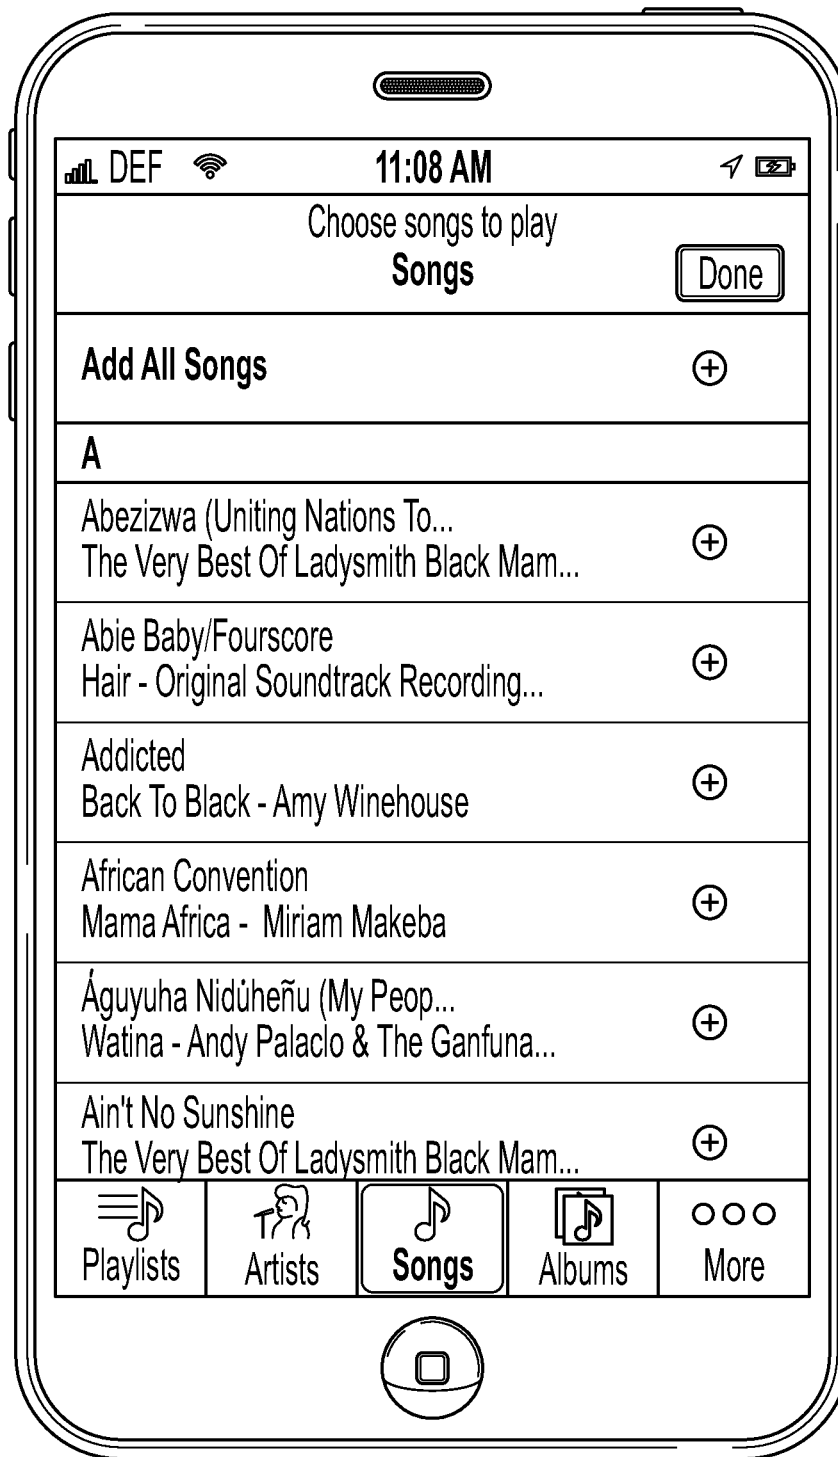 DEF 11:08 AM
Choose songs to play
Songs
Done
Add All Songs
A
Abezizwa (Uniting Nations To...
The Very Best Of Ladysmith Black Mam...
Abie Baby/Fourscore
Hair - Original Soundtrack Recording...
Addicted
Back To Black - Amy Winehouse
African Convention
Mama Africa - Miriam Makeba
Águyuha Nidúheñu (My Peop...
Watina - Andy Palaclo & The Ganfuna...
Ain't No Sunshine
The Very Best Of Ladysmith Black Mam...
Playlists Artists Songs Albums More